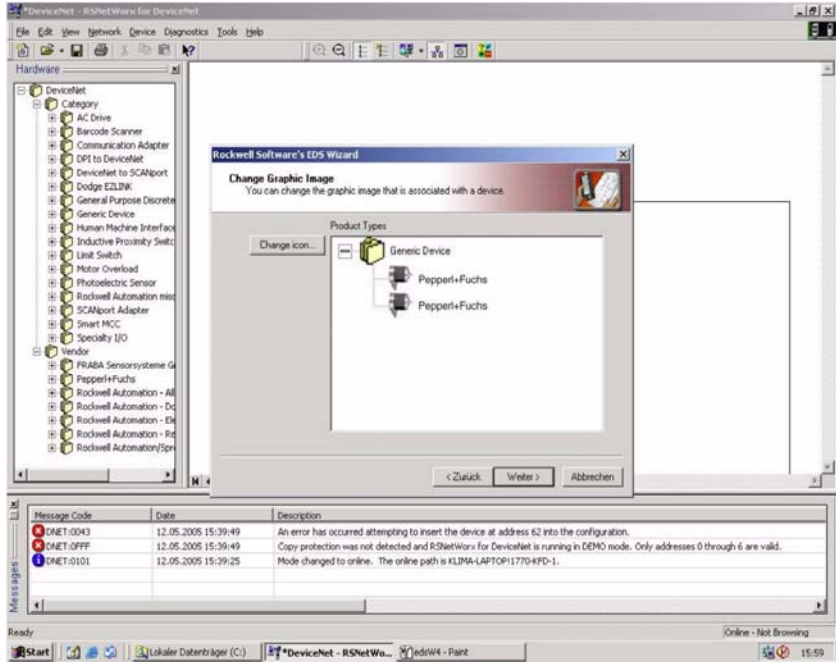 *DeviceNet - RSNetWorx for DeviceNet
File Edit View Network Device Diagnostics Tools Help
Hardware
DeviceNet
Category
AC Drive
Barcode Scanner
Communication Adapter
DPI to DeviceNet
DeviceNet to SCANport
Dodge EZLINK
General Purpose Discrete
Generic Device
Human Machine Interface
Inductive Proximity Switc
Limit Switch
Motor Overload
Photoelectric Sensor
Rockwell Automation misc
SCANport Adapter
Smart MCC
Specialty I/O
Vendor
FRABA Sensorsysteme G
Pepperl+Fuchs
Rockwell Automation - All
Rockwell Automation - Do
Rockwell Automation - Ele
Rockwell Automation - Re
Rockwell Automation/Spr
Rockwell Software's EDS Wizard
Change Graphic Image
You can change the graphic image that is associated with a device.
Product Types
Change icon...
Generic Device
Pepperl+Fuchs
Pepperl+Fuchs
< Zurück Weiter > Abbrechen
Messages
Message Code Date Description
DNET:0043 12.05.2005 15:39:49 An error has occurred attempting to insert the device at address 62 into the configuration.
DNET:0FFF 12.05.2005 15:39:49 Copy protection was not detected and RSNetWorx for DeviceNet is running in DEMO mode. Only addresses 0 through 6 are valid.
DNET:0101 12.05.2005 15:39:25 Mode changed to online. The online path is KLIMA-LAPTOP!1770-KFD-1.
Ready Online - Not Browsing
Start Lokaler Datenträger (C:) *DeviceNet - RSNetWo... edsW4 - Paint 15:59